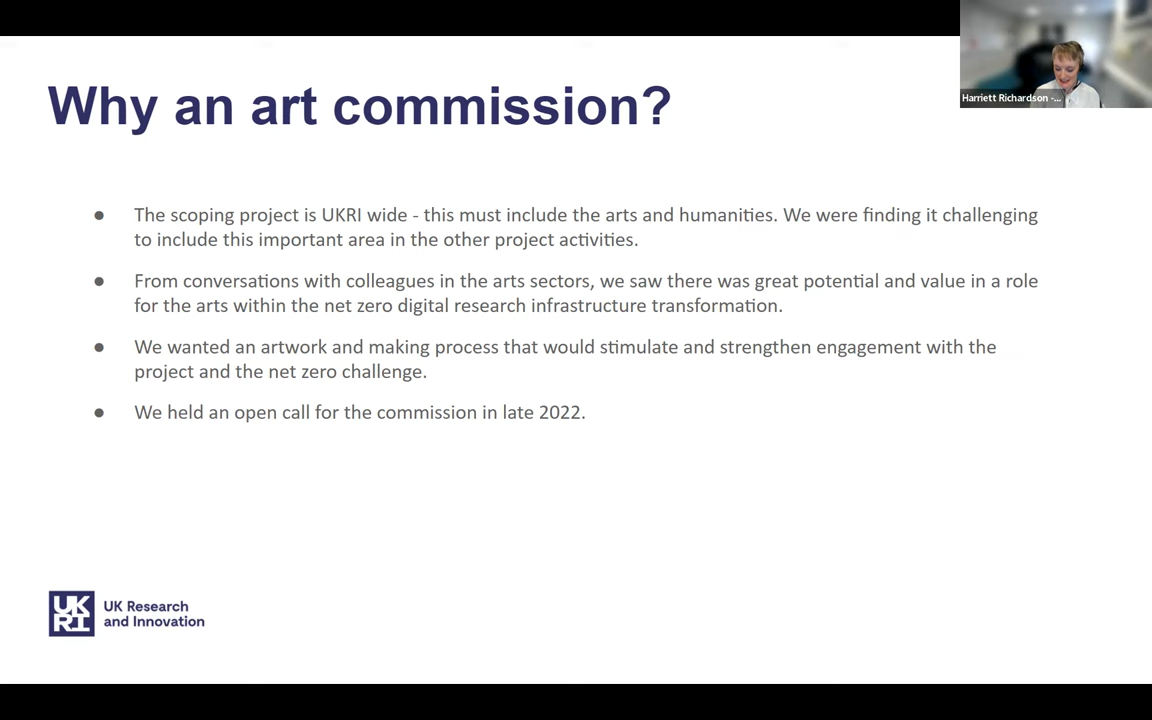 Why an art commission?
Harriett Richardson -...
● The scoping project is UKRI wide - this must include the arts and humanities. We were finding it challenging
to include this important area in the other project activities.
● From conversations with colleagues in the arts sectors, we saw there was great potential and value in a role
for the arts within the net zero digital research infrastructure transformation.
● We wanted an artwork and making process that would stimulate and strengthen engagement with the
project and the net zero challenge.
● We held an open call for the commission in late 2022.
UK
RI
UK Research
and Innovation